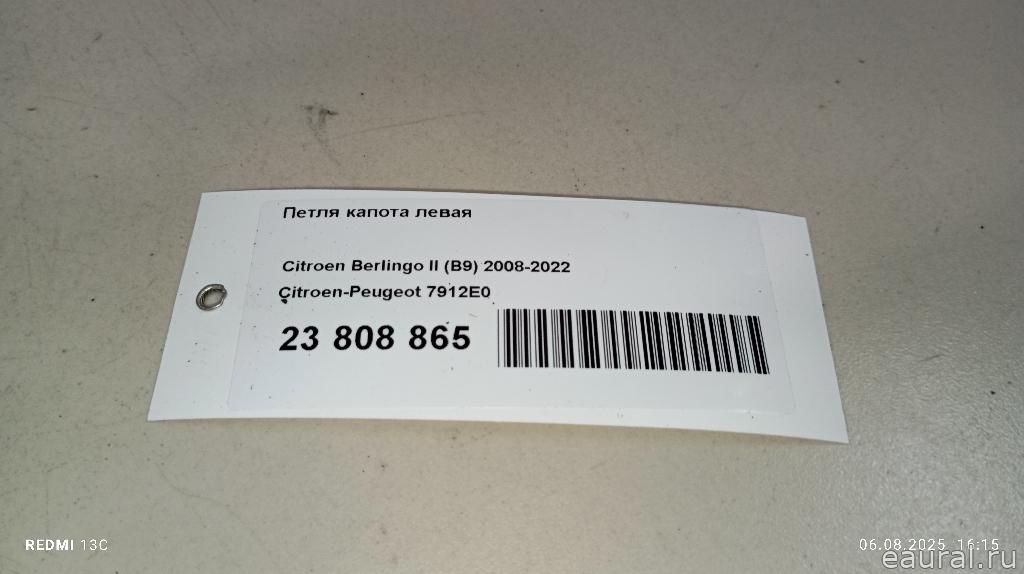 Петля капота левая
Citroen Berlingo II (B9) 2008-2022
Citroen-Peugeot 7912E0
23 808 865
REDMI 13C
06.08.2025 16:15
eaural.ru